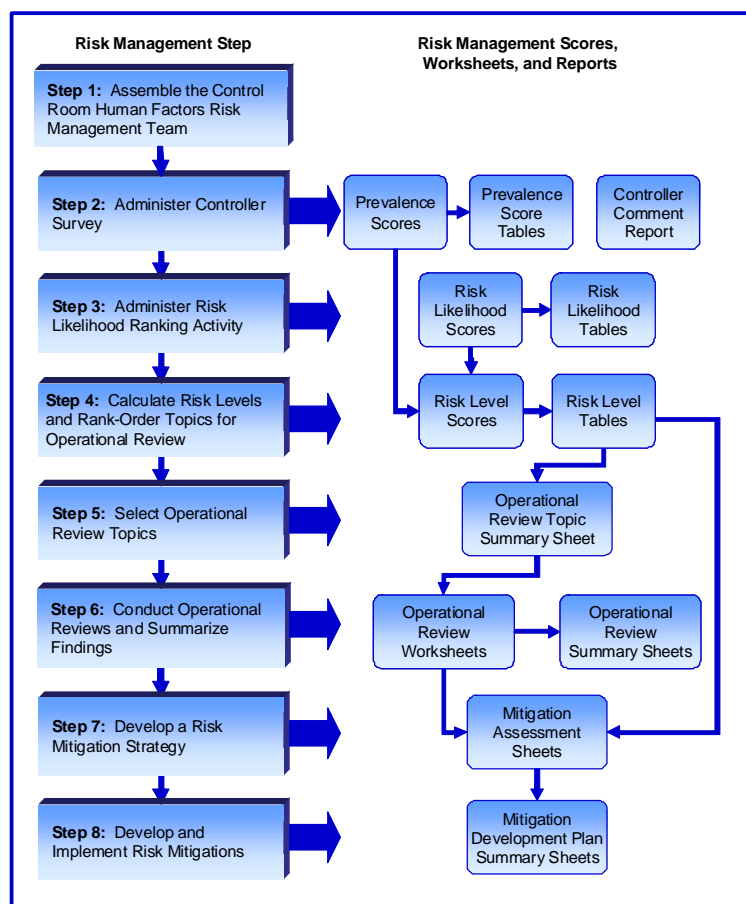 Risk Management Step
Risk Management Scores,
Worksheets, and Reports
Step 1: Assemble the Control
Room Human Factors Risk
Management Team
Step 2: Administer Controller
Survey
Prevalence
Scores
Prevalence
Score
Tables
Controller
Comment
Report
Step 3: Administer Risk
Likelihood Ranking Activity
Risk
Likelihood
Scores
Risk
Likelihood
Tables
Step 4: Calculate Risk Levels
and Rank-Order Topics for
Operational Review
Risk Level
Scores
Risk Level
Tables
Step 5: Select Operational
Review Topics
Operational
Review Topic
Summary Sheet
Step 6: Conduct Operational
Reviews and Summarize
Findings
Operational
Review
Worksheets
Operational
Review
Summary Sheets
Step 7: Develop a Risk
Mitigation Strategy
Mitigation
Assessment
Sheets
Step 8: Develop and
Implement Risk Mitigations
Mitigation
Development Plan
Summary Sheets